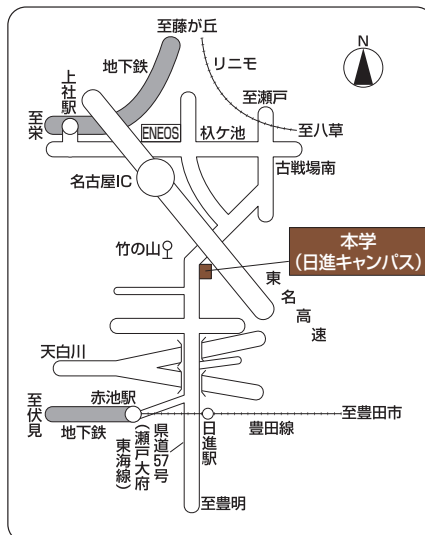 至藤が丘
地下鉄
リニモ
N
上社駅
至瀬戸
至栄
ENEOS
杁ケ池
至八草
古戦場南
名古屋IC
竹の山
本学
(日進キャンパス)
東名高速
天白川
至伏見
赤池駅
地下鉄
県道57号
(瀬戸大府
東海線)
日進駅
豊田線
至豊田市
至豊明